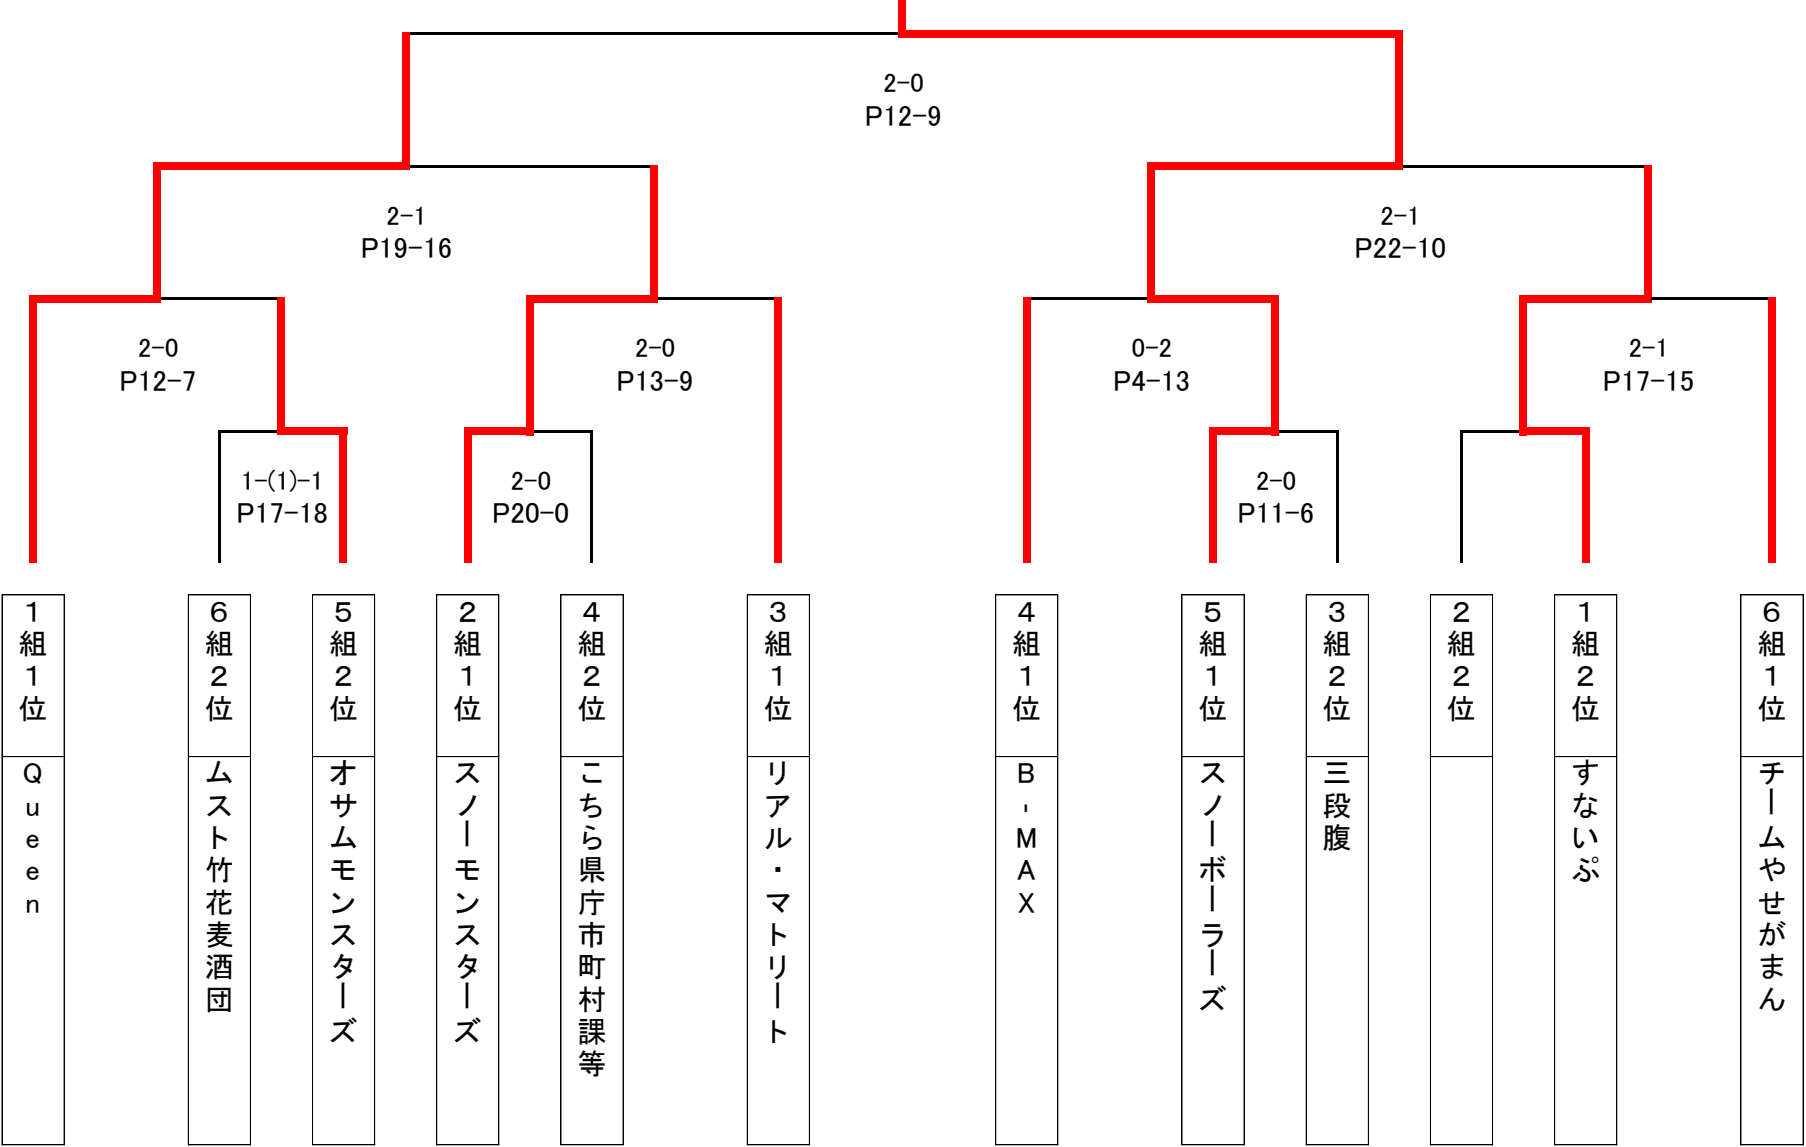 2-0
P12-9
2-1
P19-16
2-1
P22-10
2-0
P12-7
2-0
P13-9
0-2
P4-13
2-1
P17-15
1-(1)-1
P17-18
2-0
P20-0
2-0
P11-6
1組1位
Queen
6組2位
ムスト竹花麦酒団
5組2位
オサムモンスターズ
2組1位
スノーモンスターズ
4組2位
こちら県庁市町村課等
3組1位
リアル・マトリート
4組1位
B-MAX
5組1位
スノーボーラーズ
3組2位
三段腹
2組2位
1組2位
すないぷ
6組1位
チームやせがまん